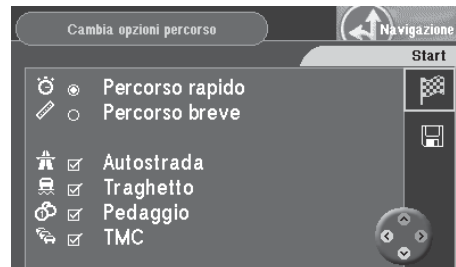 Cambia opzioni percorso
Navigazione
Start
Percorso rapido
Percorso breve
Autostrada
Traghetto
Pedaggio
TMC